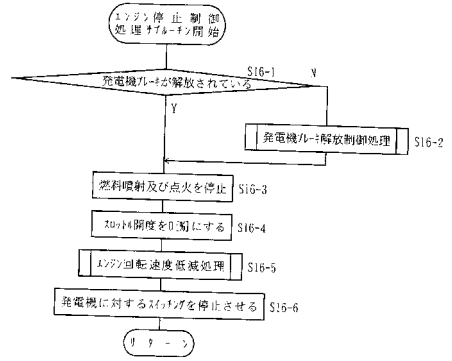 エンジン停止制御
処理サブルーチン開始
S16-1
N
発電機ブレーキが解放されている
Y
発電機ブレーキ解放制御処理
S16-2
燃料噴射及び点火を停止
S16-3
スロットル開度を0〔%〕にする
S16-4
エンジン回転速度低減処理
S16-5
発電機に対するスイッチングを停止させる
S16-6
リターン